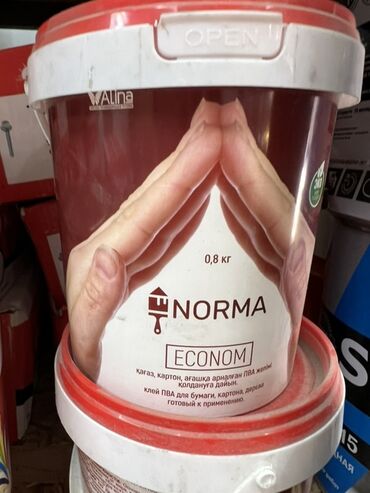 OPEN
Alina
0,8 кг
NORMA
ECONOM
қағаз, картон, ағашқа арналған ПВА желімі
қолдануға дайын.
клей ПВА для бумаги, картона, дерева
готовый к применению.
S